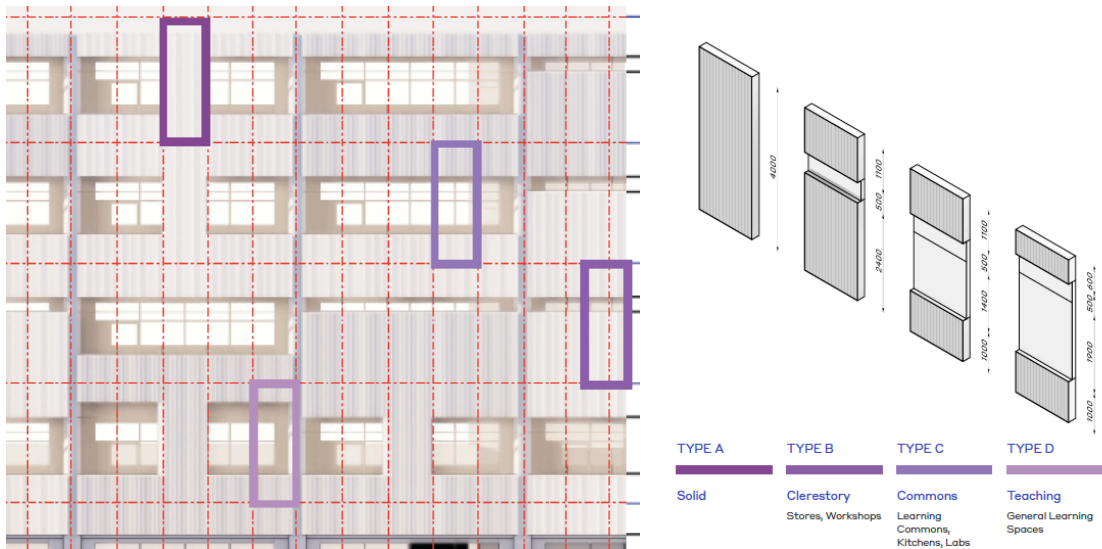 4000
1100
500
2400
1100
500
1400
1000
600
500
1900
1000
TYPE A
TYPE B
TYPE C
TYPE D
Solid
Clerestory
Commons
Teaching
Stores, Workshops
Learning
Commons,
Kitchens, Labs
General Learning
Spaces